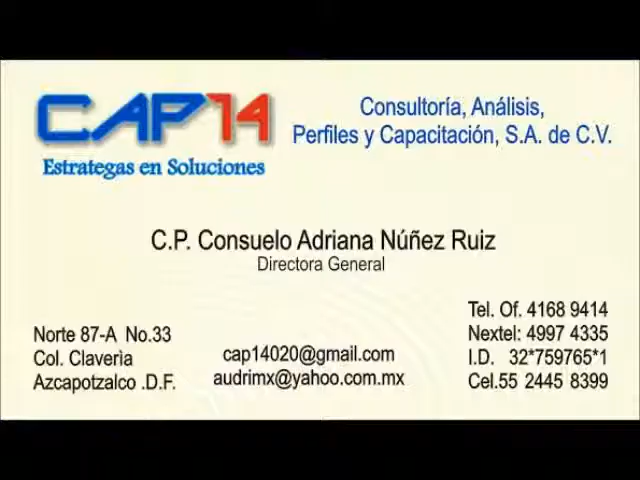 CAP14
Estrategas en Soluciones
Consultoría, Análisis,
Perfiles y Capacitación, S.A. de C.V.
C.P. Consuelo Adriana Núñez Ruiz
Directora General
Norte 87-A No.33
Col. Claveria
Azcapotzalco .D.F.
cap14020@gmail.com
audrimx@yahoo.com.mx
Tel. Of. 4168 9414
Nextel: 4997 4335
I.D. 32*759765*1
Cel.55 2445 8399